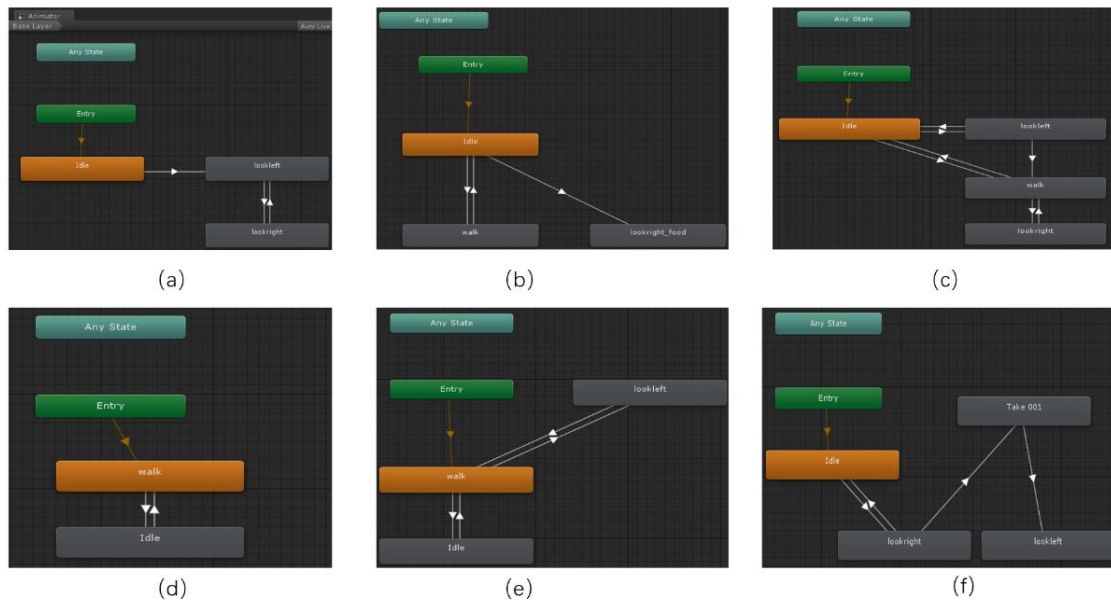 Animator
Base Layer
Auto Live
Any State
Entry
Idle
lookleft
lookright
(a)
Any State
Entry
Idle
walk
lookright_food
(b)
Any State
Entry
Idle
lookleft
walk
lookright
(c)
Any State
Entry
walk
Idle
(d)
Any State
Entry
lookleft
walk
Idle
(e)
Any State
Entry
Take 001
Idle
lookright
lookleft
(f)